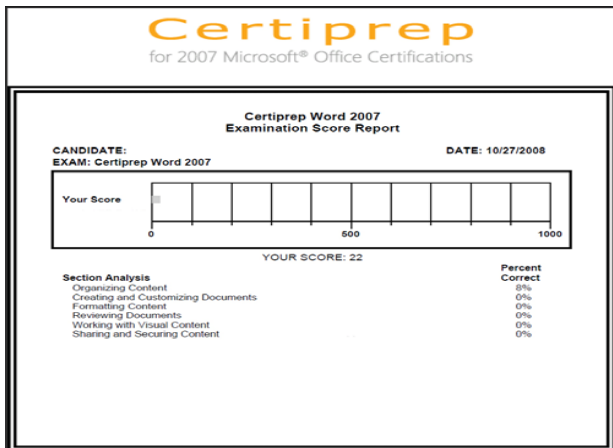 Certiprep
for 2007 Microsoft® Office Certifications
Certiprep Word 2007
Examination Score Report
CANDIDATE: DATE: 10/27/2008
EXAM: Certiprep Word 2007
Your Score
0 500 1000
YOUR SCORE: 22
Section Analysis Percent Correct
Organizing Content 8%
Creating and Customizing Documents 0%
Formatting Content 0%
Reviewing Documents 0%
Working with Visual Content 0%
Sharing and Securing Content 0%